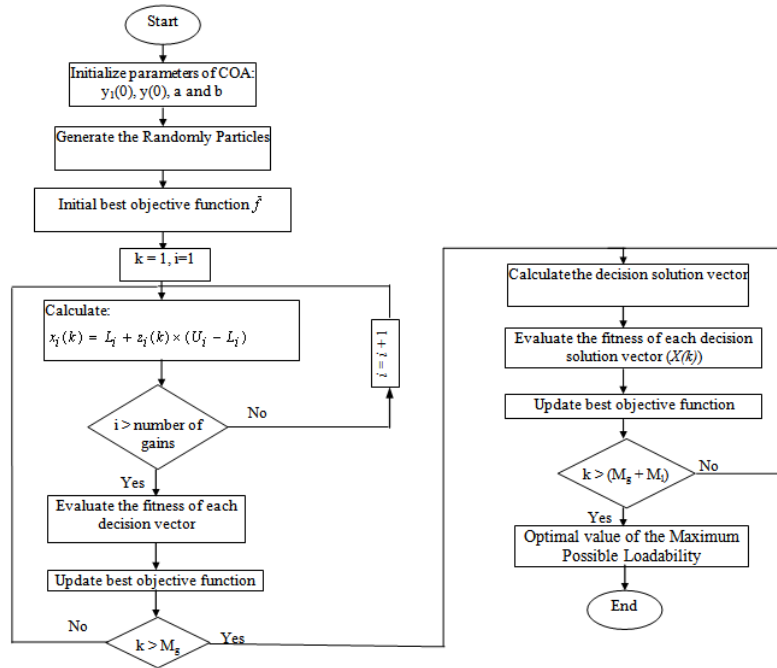 Start
Initialize parameters of COA:
y₁(0), y(0), a and b
Generate the Randomly Particles
Initial best objective function f̄
k = 1, i=1
Calculate:
xᵢ(k) = Lᵢ + zᵢ(k) × (Uᵢ − Lᵢ)
i = i + 1
i > number of
gains
No
Yes
Evaluate the fitness of each
decision vector
Update best objective function
No
k > M_g
Yes
Calculate the decision solution vector
Evaluate the fitness of each decision
solution vector (X(k))
Update best objective function
k > (M_g + M_l)
No
Yes
Optimal value of the Maximum
Possible Loadability
End